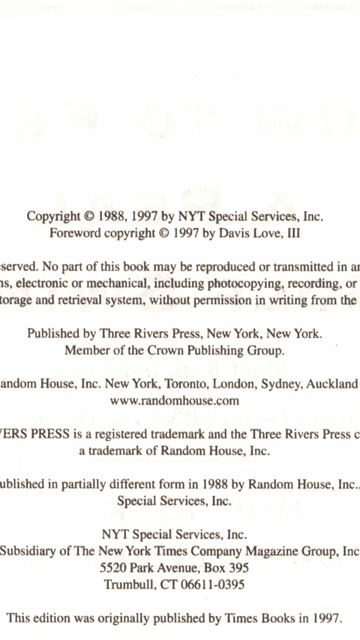 Copyright © 1988, 1997 by NYT Special Services, Inc.
Foreword copyright © 1997 by Davis Love, III
served. No part of this book may be reproduced or transmitted in
ns, electronic or mechanical, including photocopying, recording, or
torage and retrieval system, without permission in writing from the
Published by Three Rivers Press, New York, New York.
Member of the Crown Publishing Group.
andom House, Inc. New York, Toronto, London, Sydney, Auckland
www.randomhouse.com
VERS PRESS is a registered trademark and the Three Rivers Press c
a trademark of Random House, Inc.
ublished in partially different form in 1988 by Random House, Inc.,
Special Services, Inc.
NYT Special Services, Inc.
Subsidiary of The New York Times Company Magazine Group, Inc
5520 Park Avenue, Box 395
Trumbull, CT 06611-0395
This edition was originally published by Times Books in 1997.